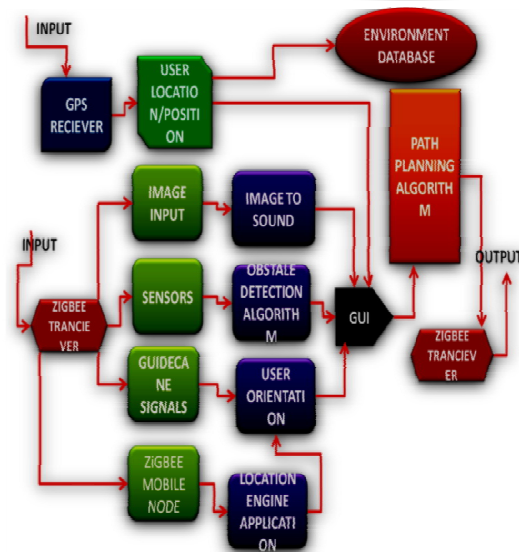 INPUT
ENVIRONMENT
DATABASE
GPS
RECIEVER
USER
LOCATIO
N/POSITI
ON
PATH
PLANNING
ALGORITH
M
IMAGE
INPUT
IMAGE TO
SOUND
INPUT
ZIGBEE
TRANCIE
VER
SENSORS
OBSTALE
DETECTION
ALGORITH
M
GUI
OUTPUT
ZIGBEE
TRANCIEV
ER
GUIDECA
NE
SIGNALS
USER
ORIENTATI
ON
ZiGBEE
MOBILE
NODE
LOCATION
ENGINE
APPLICATI
ON